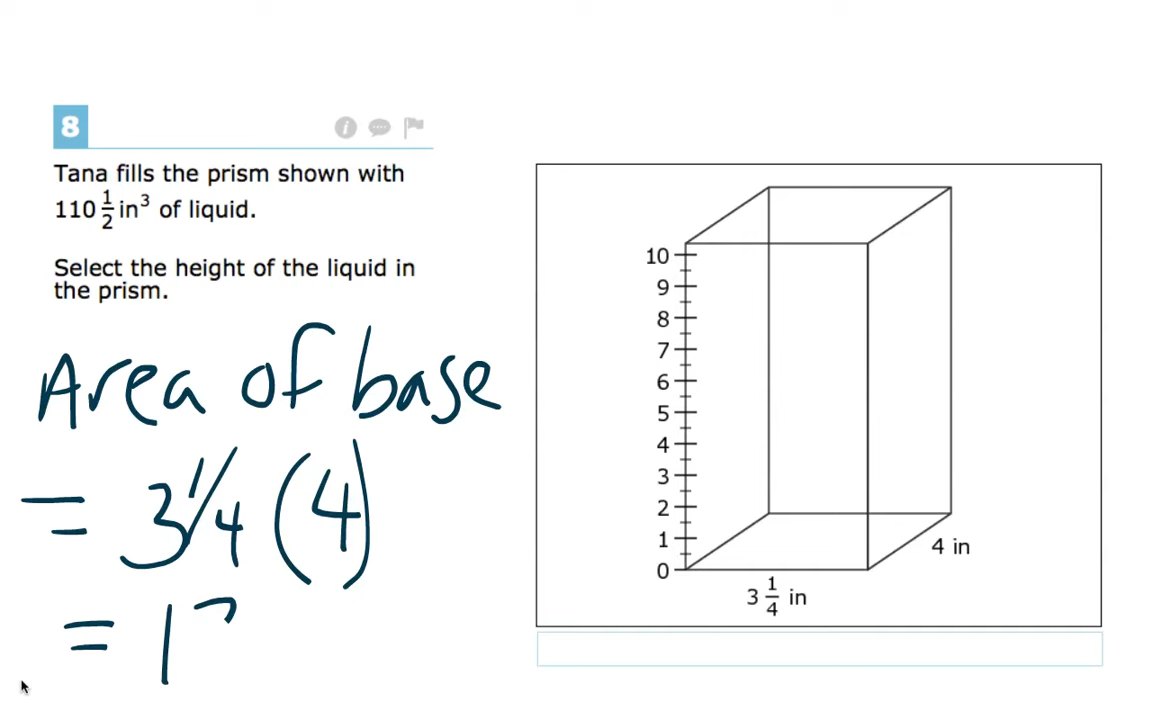 8
Tana fills the prism shown with
110 1/2 in³ of liquid.
Select the height of the liquid in
the prism.
Area of base
= 3 1/4 (4)
= 1
10
9
8
7
6
5
4
3
2
1
0
4 in
3 1/4 in